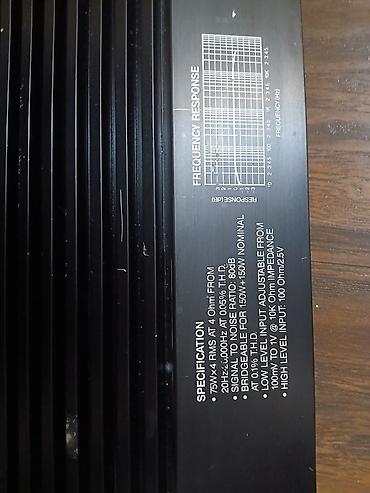 FREQUENCY RESPONSE
RESPONSE (dB)
FREQUENCY (Hz)
SPECIFICATION
• 75W×4 RMS AT 4 Ohm FROM
20Hz- AT 0.05% T.H.D.
• SIGNAL TO NOISE RATIO: 80dB
• BRIDGEABLE FOR 150W+150W NOMINAL
AT 0.1% T.H.D.
• LOW LEVEL INPUT ADJUSTABLE FROM
100mV TO 1V @ 10K Ohm IMPEDANCE
• HIGH LEVEL INPUT: 100 Ohm/2.5V